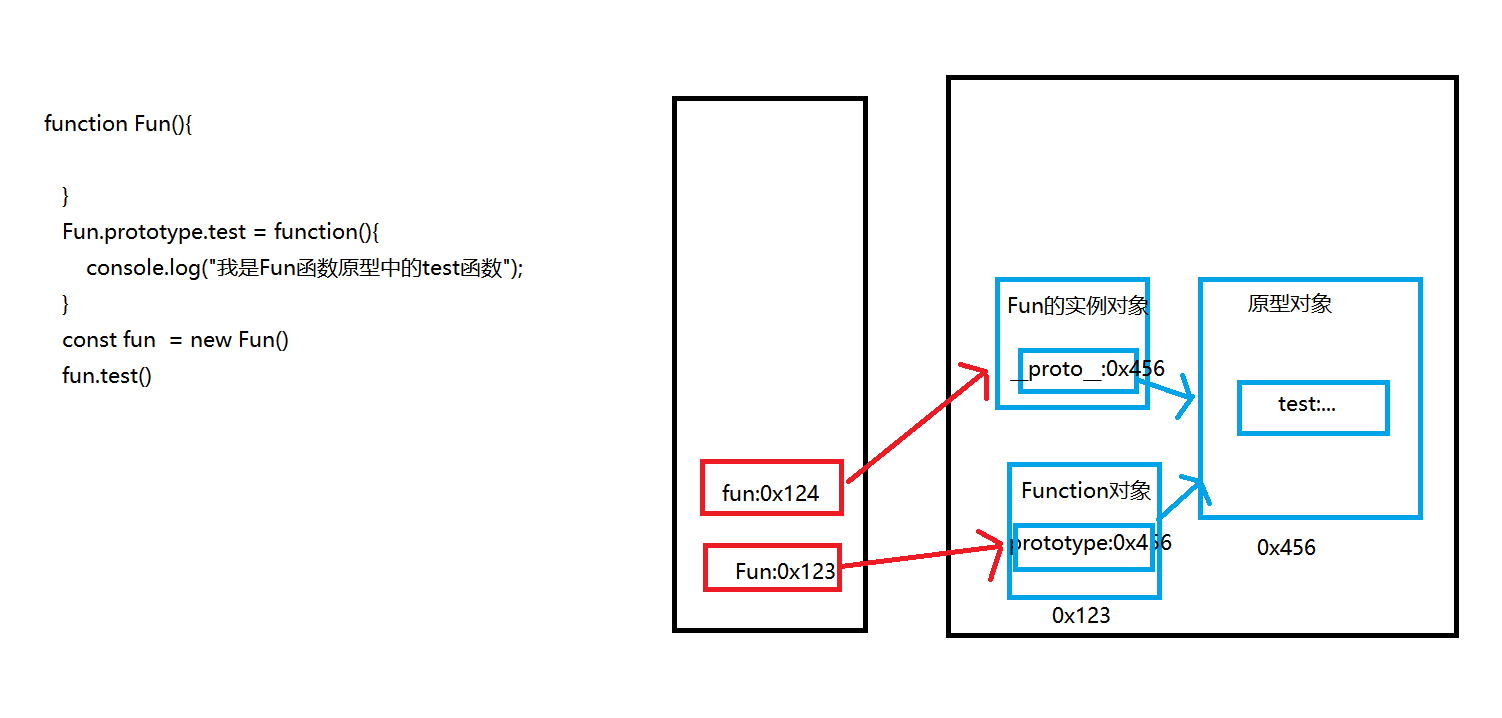 function Fun(){
}
Fun.prototype.test = function(){
console.log("我是Fun函数原型中的test函数");
}
const fun  = new Fun()
fun.test()
fun:0x124
Fun:0x123
Fun的实例对象
__proto__:0x456
Function对象
prototype:0x456
0x123
原型对象
test:...
0x456